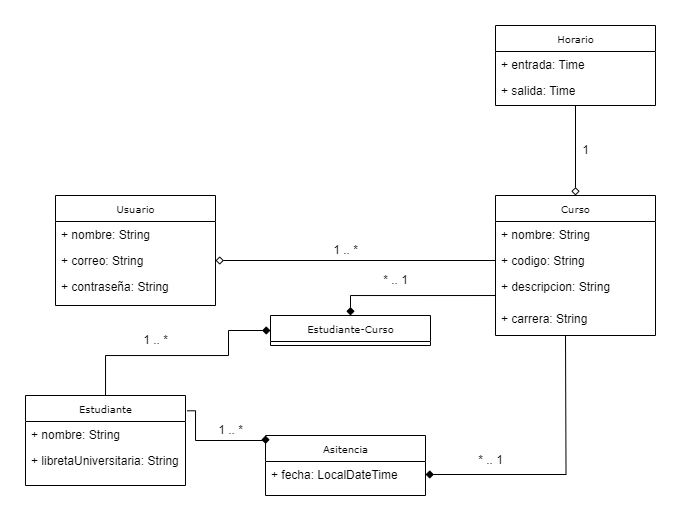 Horario
+ entrada: Time
+ salida: Time
1
Usuario
+ nombre: String
+ correo: String
+ contraseña: String
1 .. *
Curso
+ nombre: String
+ codigo: String
+ descripcion: String
+ carrera: String
* .. 1
Estudiante-Curso
1 .. *
Estudiante
+ nombre: String
+ libretaUniversitaria: String
1 .. *
Asitencia
+ fecha: LocalDateTime
* .. 1